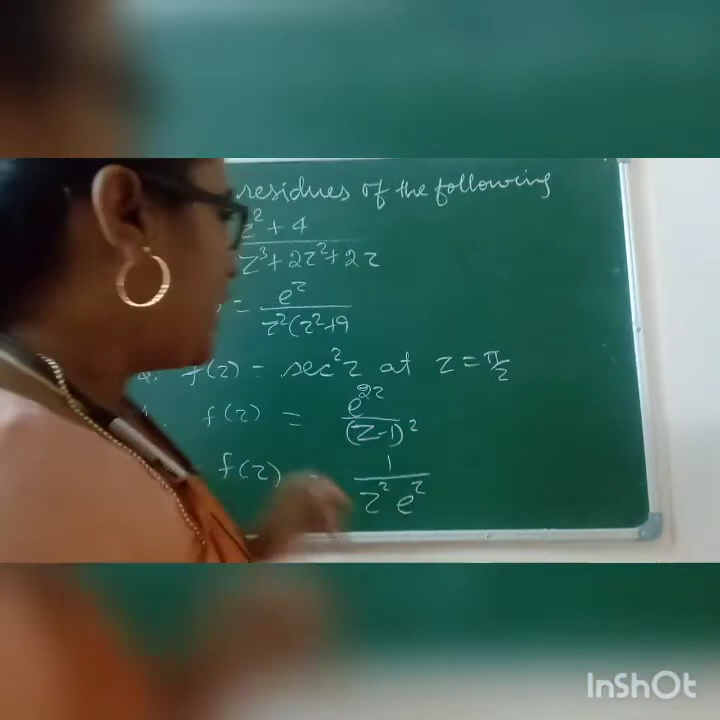 residues of the following
z² + 4
z³ + 2z² + 2z
= e^z
z²(z²+9
f(z) = sec²z at z = π/2
f(z) = e^2z
(z-1)²
f(z) = 1
z² e^z
InShOt